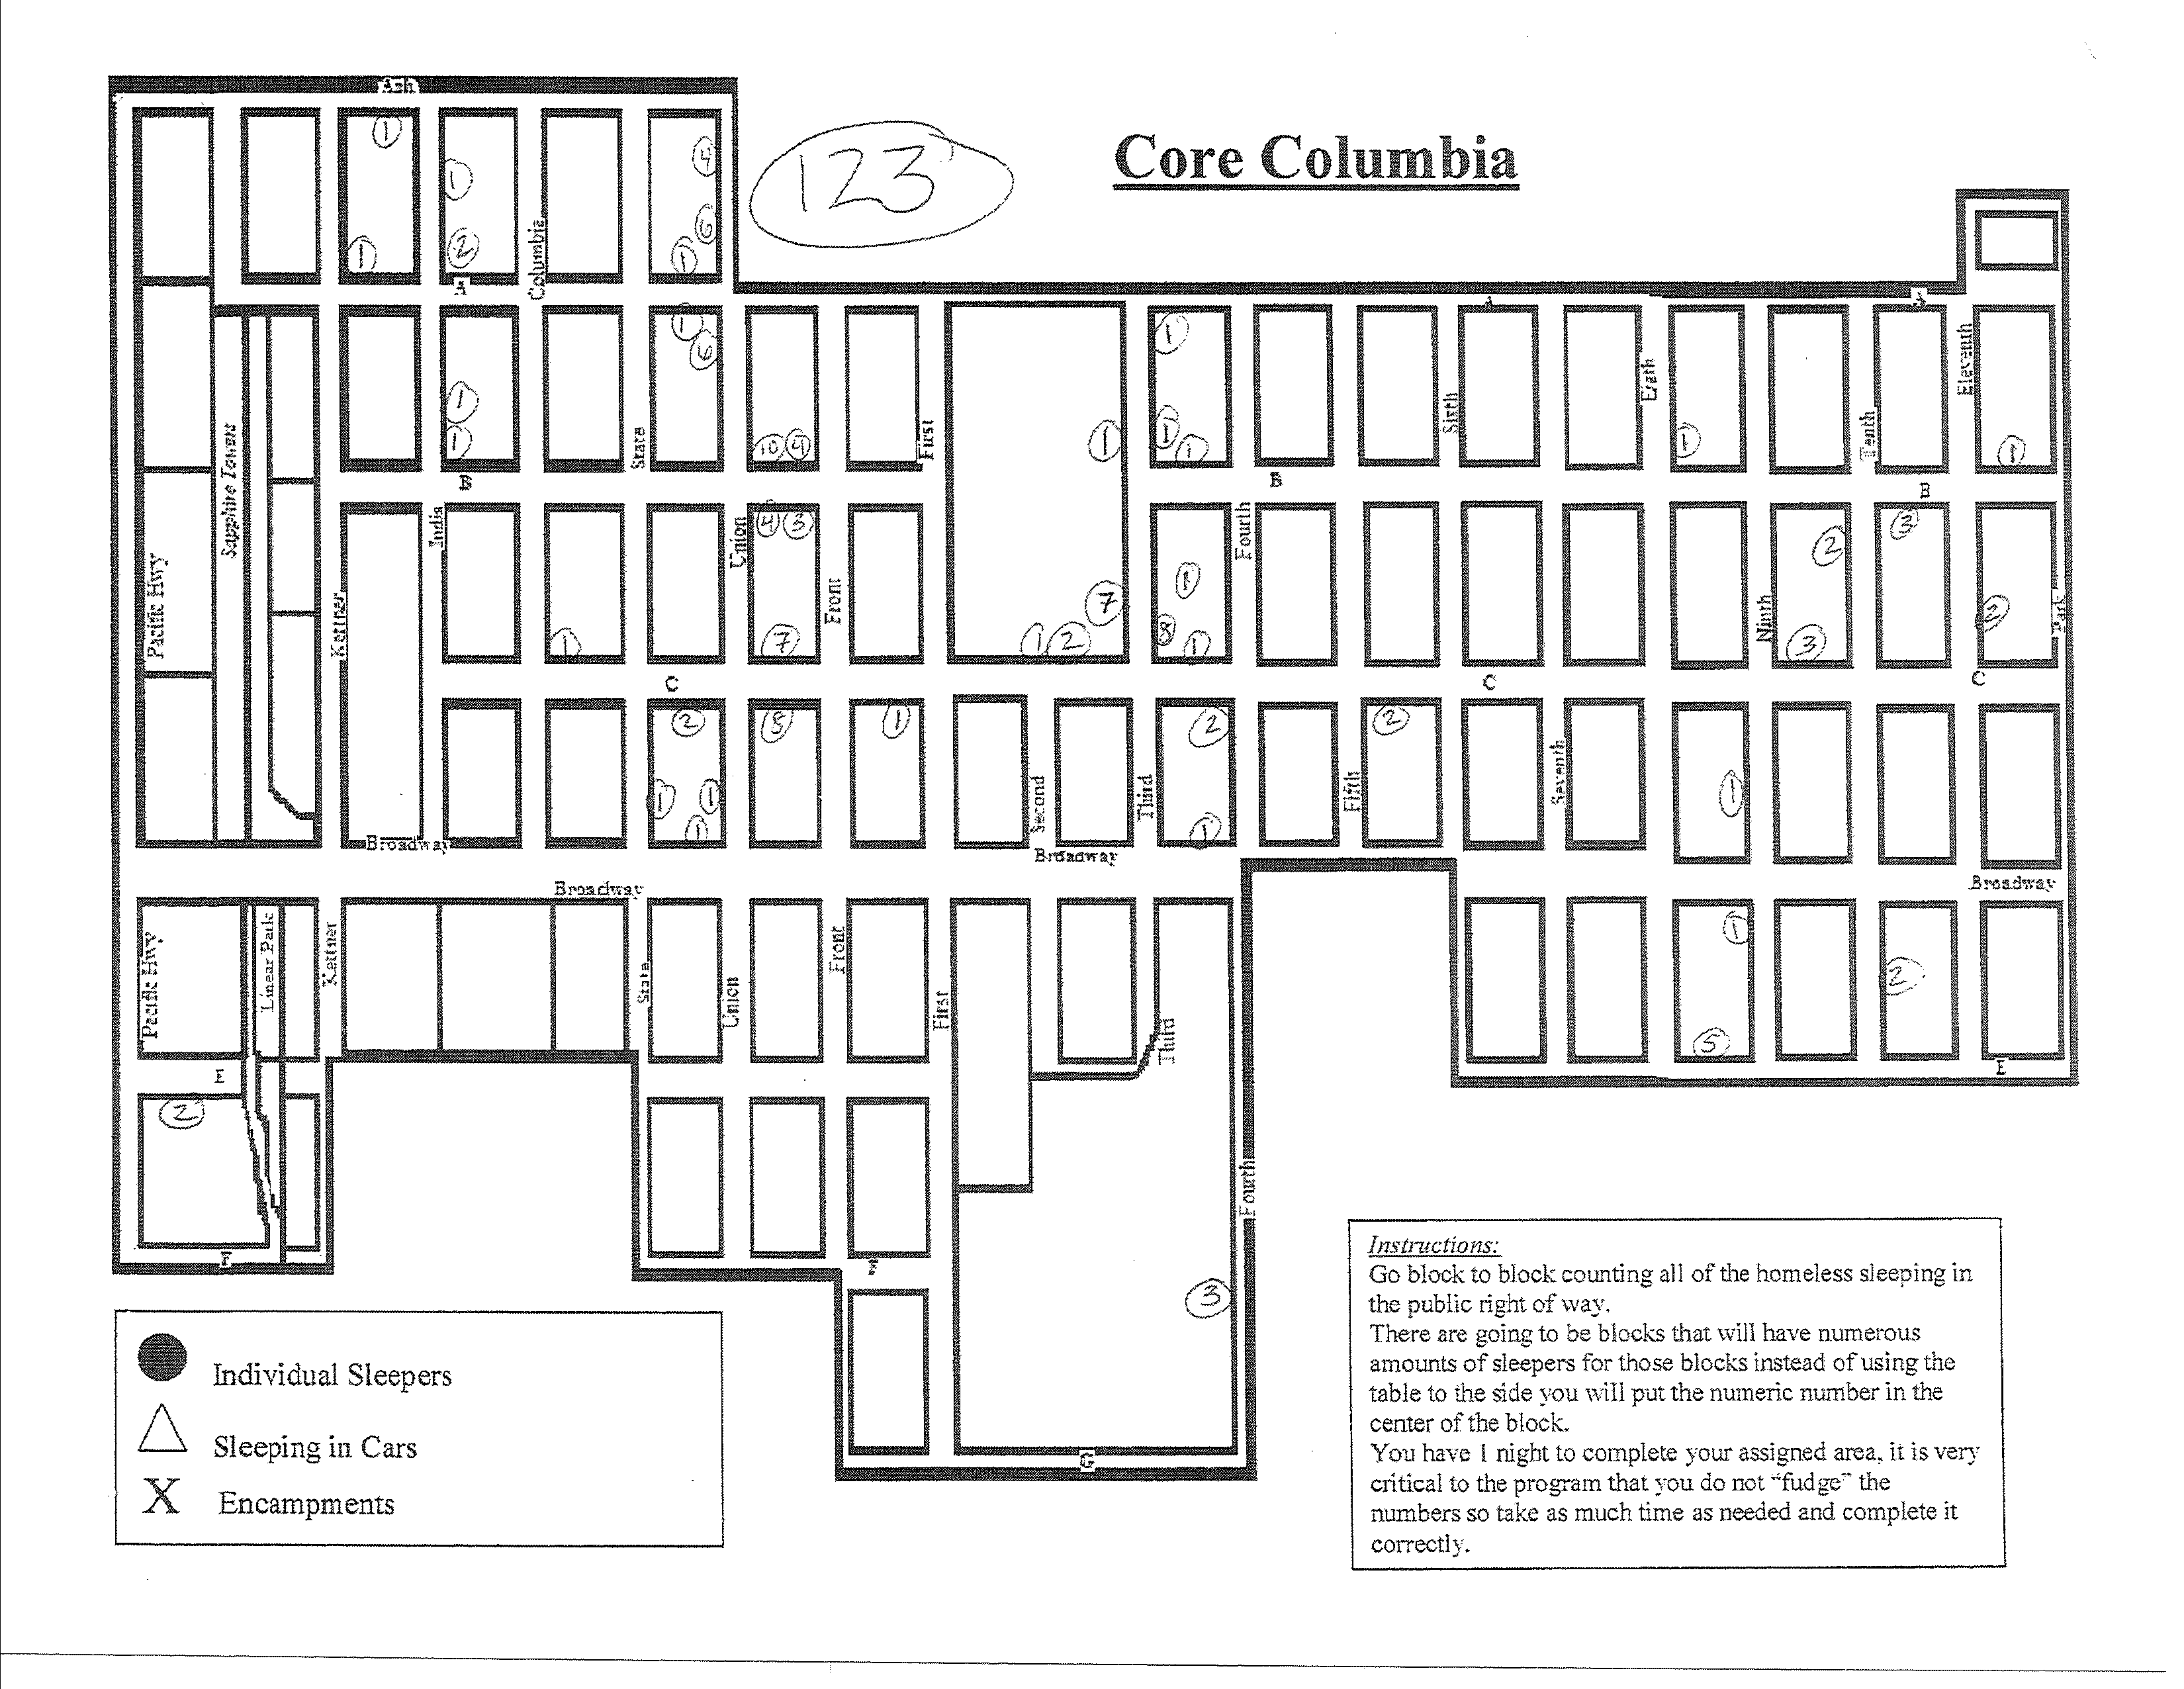 Ash
123
Core Columbia
1
1
1
2
4
6
1
Columbia
A
A
A
1
6
1
1
10
4
1
1
1
1
1
1
Sapphire Towers
State
First
Sixth
Tenth
Eleventh
B
B
B
India
Union
Front
Fourth
Ninth
Park
Pacific Hwy
Kettner
4
3
7
1
7
1
2
1
8
1
2
3
3
2
C
C
C
2
1
1
1
8
1
2
1
2
1
Second
Third
Fifth
Seventh
Broadway
Broadway
Broadway
Broadway
Pacific Hwy
Linear Park
Kettner
State
Union
Front
First
Third
Fourth
1
5
2
E
E
2
F
3
G
Individual Sleepers
Sleeping in Cars
X Encampments
Instructions:
Go block to block counting all of the homeless sleeping in
the public right of way.
There are going to be blocks that will have numerous
amounts of sleepers for those blocks instead of using the
table to the side you will put the numeric number in the
center of the block.
You have 1 night to complete your assigned area, it is very
critical to the program that you do not "fudge" the
numbers so take as much time as needed and complete it
correctly.